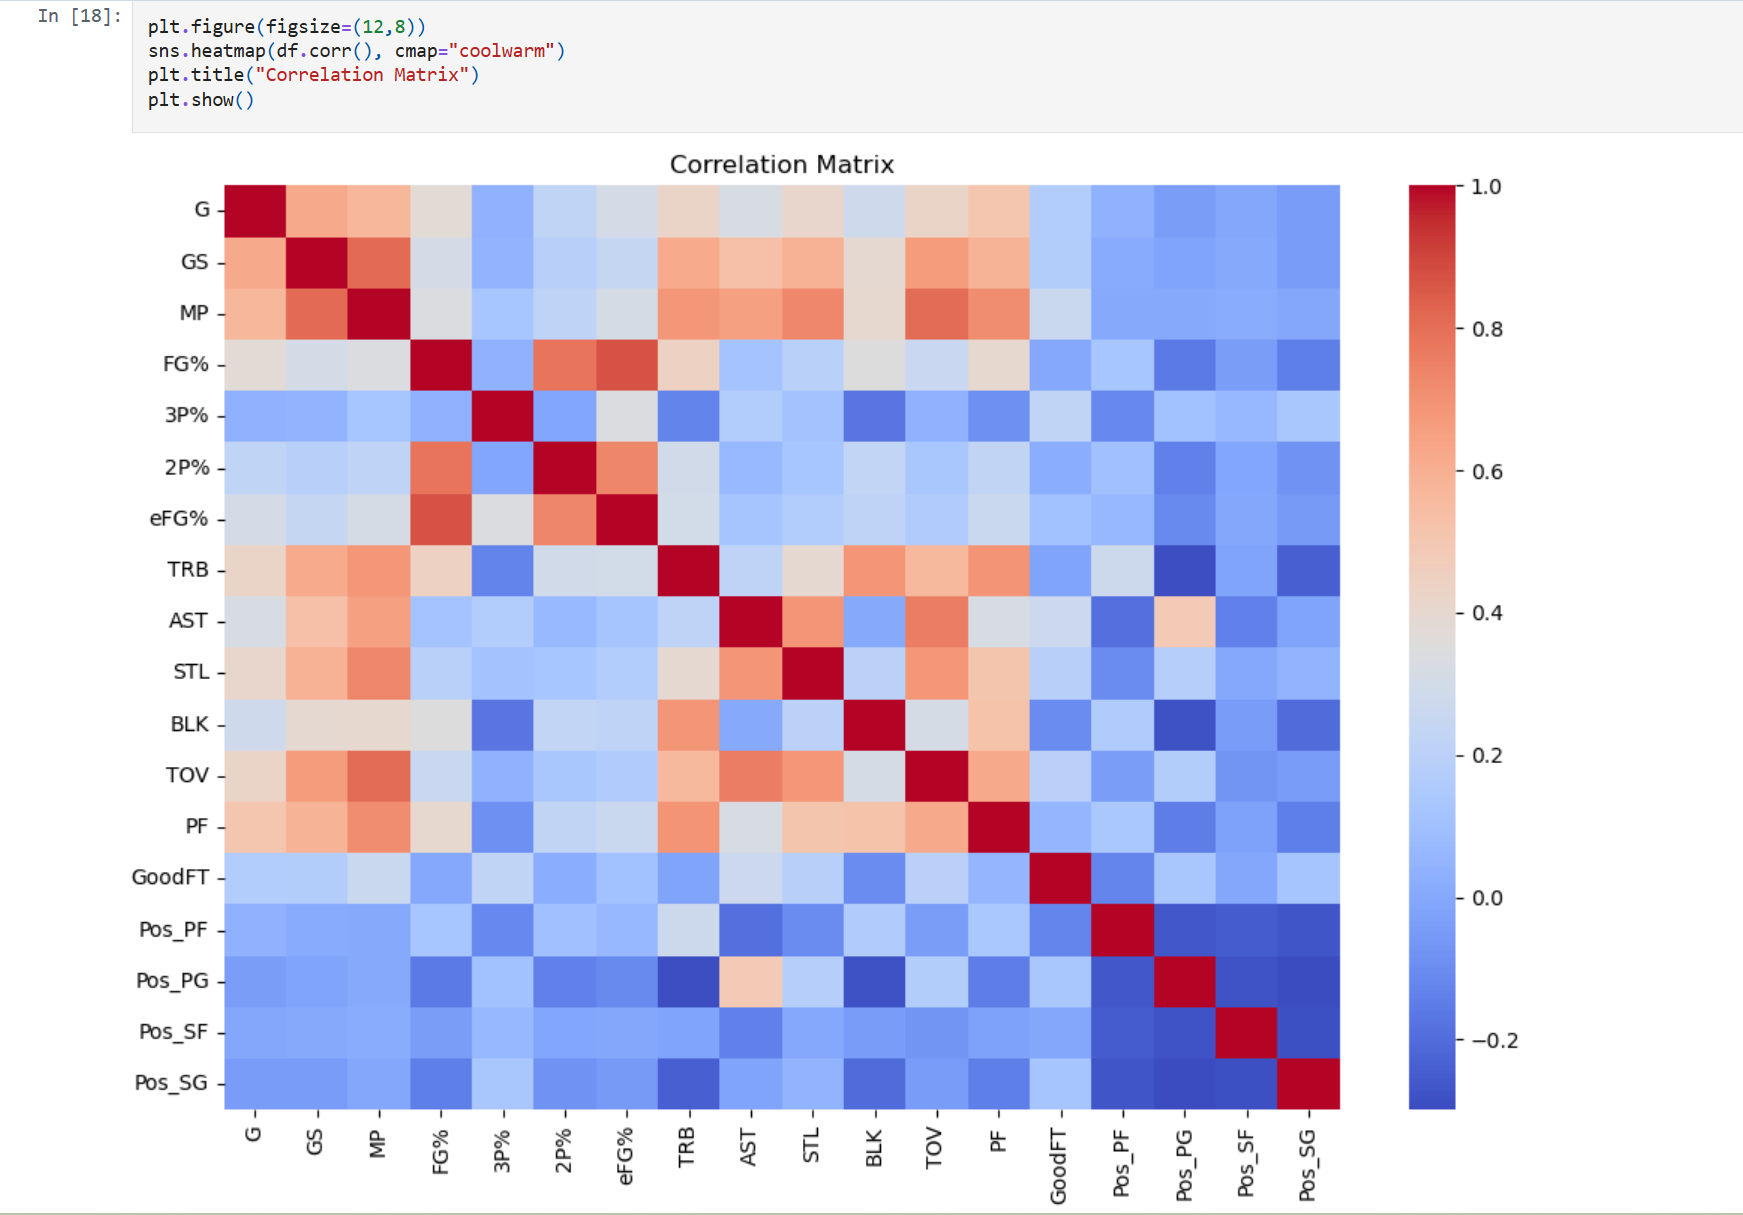 In [18]:
plt.figure(figsize=(12,8))
sns.heatmap(df.corr(), cmap="coolwarm")
plt.title("Correlation Matrix")
plt.show()
Correlation Matrix
G
GS
MP
FG%
3P%
2P%
eFG%
TRB
AST
STL
BLK
TOV
PF
GoodFT
Pos_PF
Pos_PG
Pos_SF
Pos_SG
G GS MP FG% 3P% 2P% eFG% TRB AST STL BLK TOV PF GoodFT Pos_PF Pos_PG Pos_SF Pos_SG
1.0
0.8
0.6
0.4
0.2
0.0
−0.2